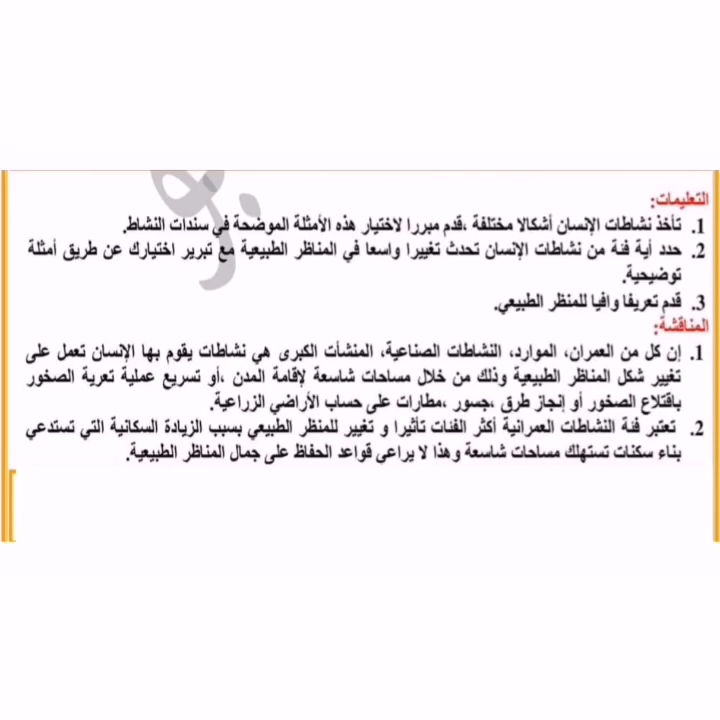 التعليمات:
1. تأخذ نشاطات الإنسان أشكالا مختلفة ،قدم مبررا لاختيار هذه الأمثلة الموضحة في سندات النشاط.
2. حدد أية فئة من نشاطات الإنسان تحدث تغييرا واسعا في المناظر الطبيعية مع تبرير اختيارك عن طريق أمثلة
توضيحية.
3. قدم تعريفا وافيا للمنظر الطبيعي.
المناقشة:
1. إن كل من العمران، الموارد، النشاطات الصناعية، المنشأت الكبرى هي نشاطات يقوم بها الإنسان تعمل على
تغيير شكل المناظر الطبيعية وذلك من خلال مساحات شاسعة لإقامة المدن ،أو تسريع عملية تعرية الصخور
باقتلاع الصخور أو إنجاز طرق ،جسور ،مطارات على حساب الأراضي الزراعية.
2. تعتبر فئة النشاطات العمرانية أكثر الفئات تأثيرا و تغيير للمنظر الطبيعي بسبب الزيادة السكانية التي تستدعي
بناء سكنات تستهلك مساحات شاسعة وهذا لا يراعي قواعد الحفاظ على جمال المناظر الطبيعية.